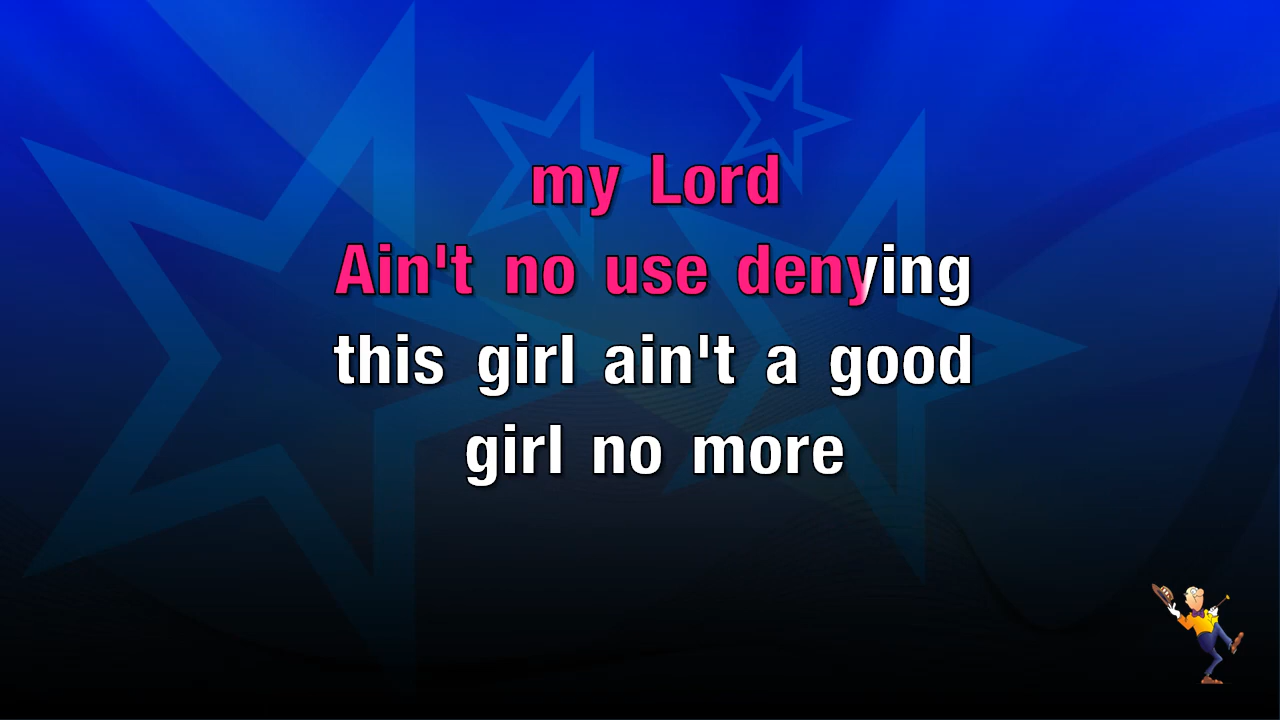 my Lord
Ain't no use denying
this girl ain't a good
girl no more